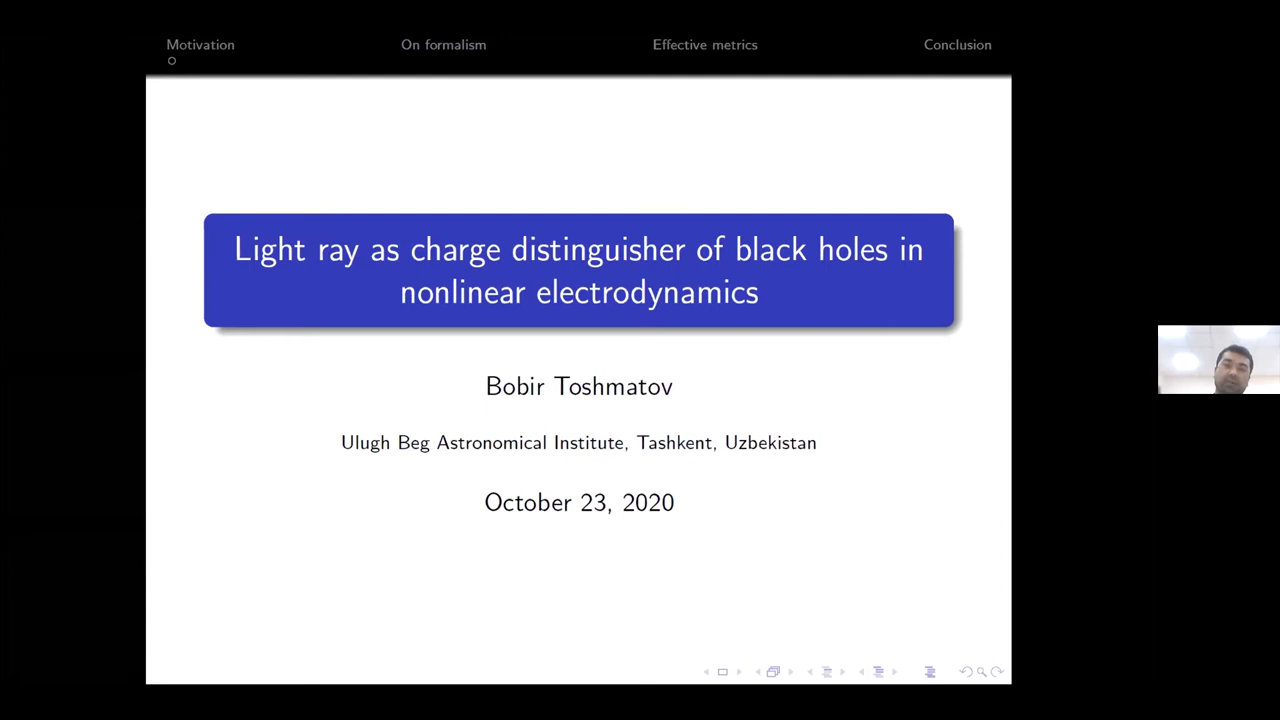 Motivation
On formalism
Effective metrics
Conclusion
Light ray as charge distinguisher of black holes in
nonlinear electrodynamics
Bobir Toshmatov
Ulugh Beg Astronomical Institute, Tashkent, Uzbekistan
October 23, 2020